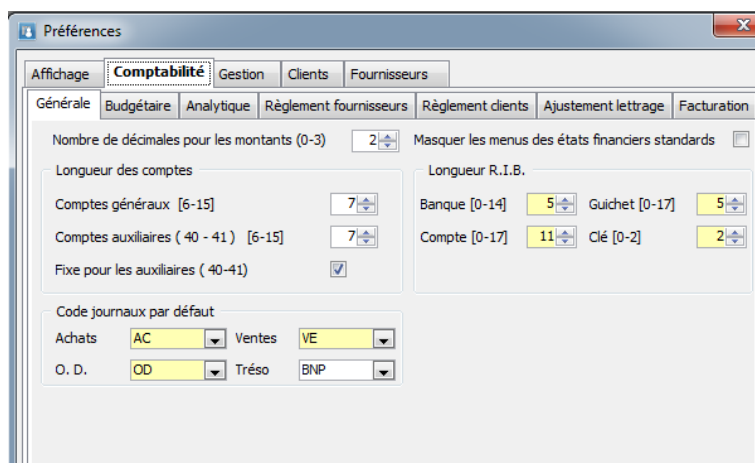 Préférences
Affichage Comptabilité Gestion Clients Fournisseurs
Générale Budgétaire Analytique Règlement fournisseurs Règlement clients Ajustement lettrage Facturation
Nombre de décimales pour les montants (0-3) 2 Masquer les menus des états financiers standards
Longueur des comptes Longueur R.I.B.
Comptes généraux [6-15] 7 Banque [0-14] 5 Guichet [0-17] 5
Comptes auxiliaires ( 40 - 41 ) [6-15] 7 Compte [0-17] 11 Clé [0-2] 2
Fixe pour les auxiliaires ( 40-41)
Code journaux par défaut
Achats AC Ventes VE
O. D. OD Tréso BNP